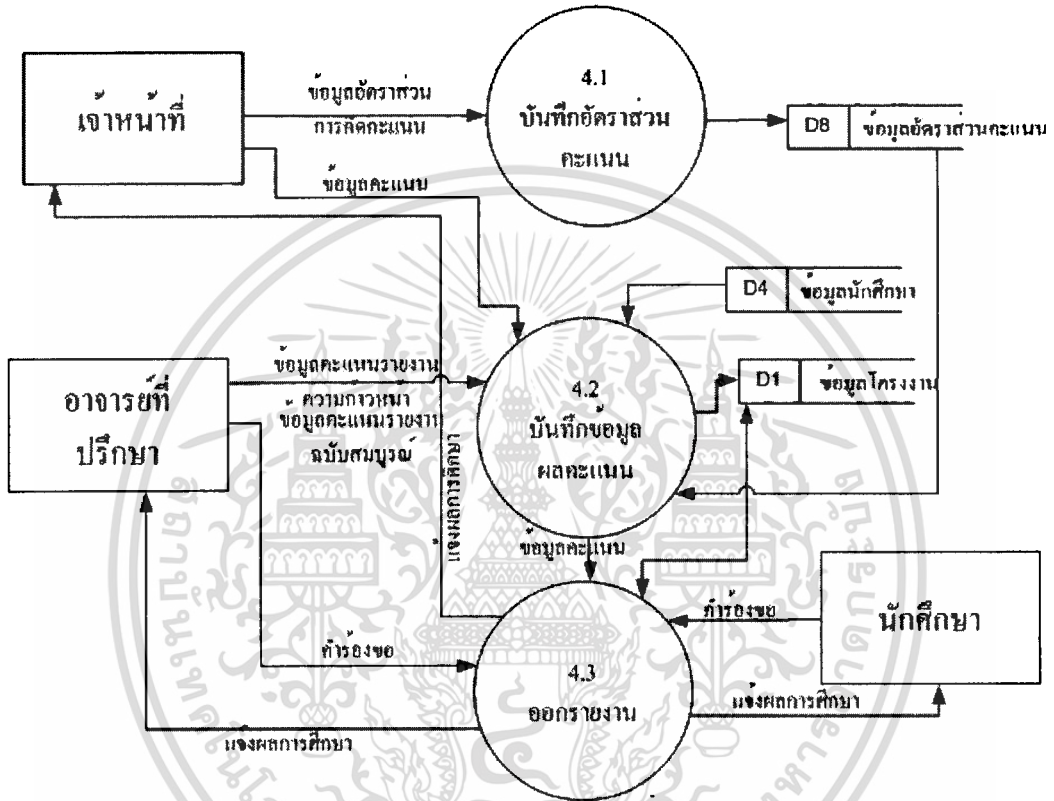 เจ้าหน้าที่
ข้อมูลอัตราส่วน
การคิดคะแนน
ข้อมูลคะแนน
4.1
บันทึกอัตราส่วน
คะแนน
D8
ข้อมูลอัตราส่วนคะแนน
D4
ข้อมูลนักศึกษา
D1
ข้อมูลโครงงาน
อาจารย์ที่
ปรึกษา
ข้อมูลคะแนนรายงาน
ความก้าวหน้า
ข้อมูลคะแนนรายงาน
ฉบับสมบูรณ์
แจ้งผลการศึกษา
4.2
บันทึกข้อมูล
ผลคะแนน
ข้อมูลคะแนน
คำร้องขอ
นักศึกษา
คำร้องขอ
4.3
ออกรายงาน
แจ้งผลการศึกษา
แจ้งผลการศึกษา